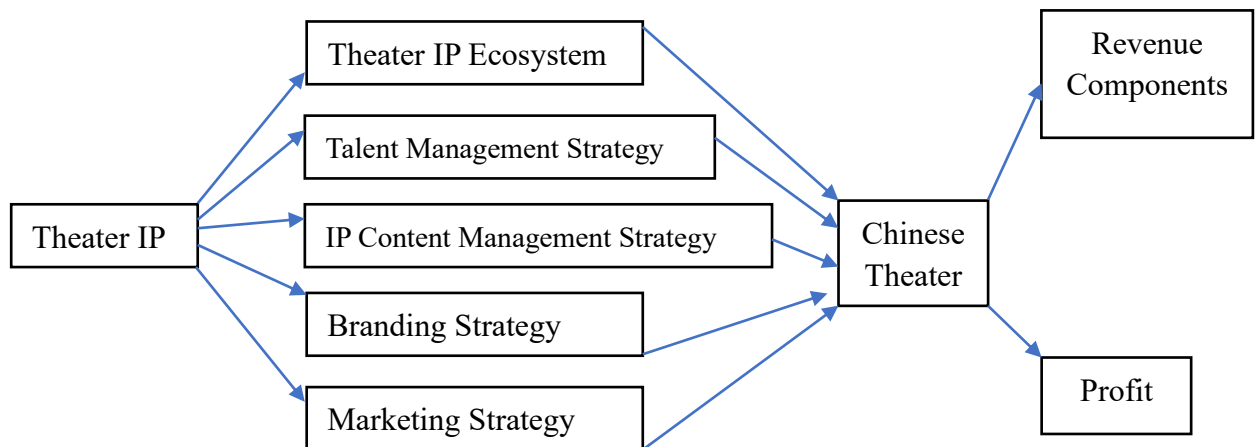 Theater IP
Theater IP Ecosystem
Talent Management Strategy
IP Content Management Strategy
Branding Strategy
Marketing Strategy
Chinese
Theater
Revenue
Components
Profit